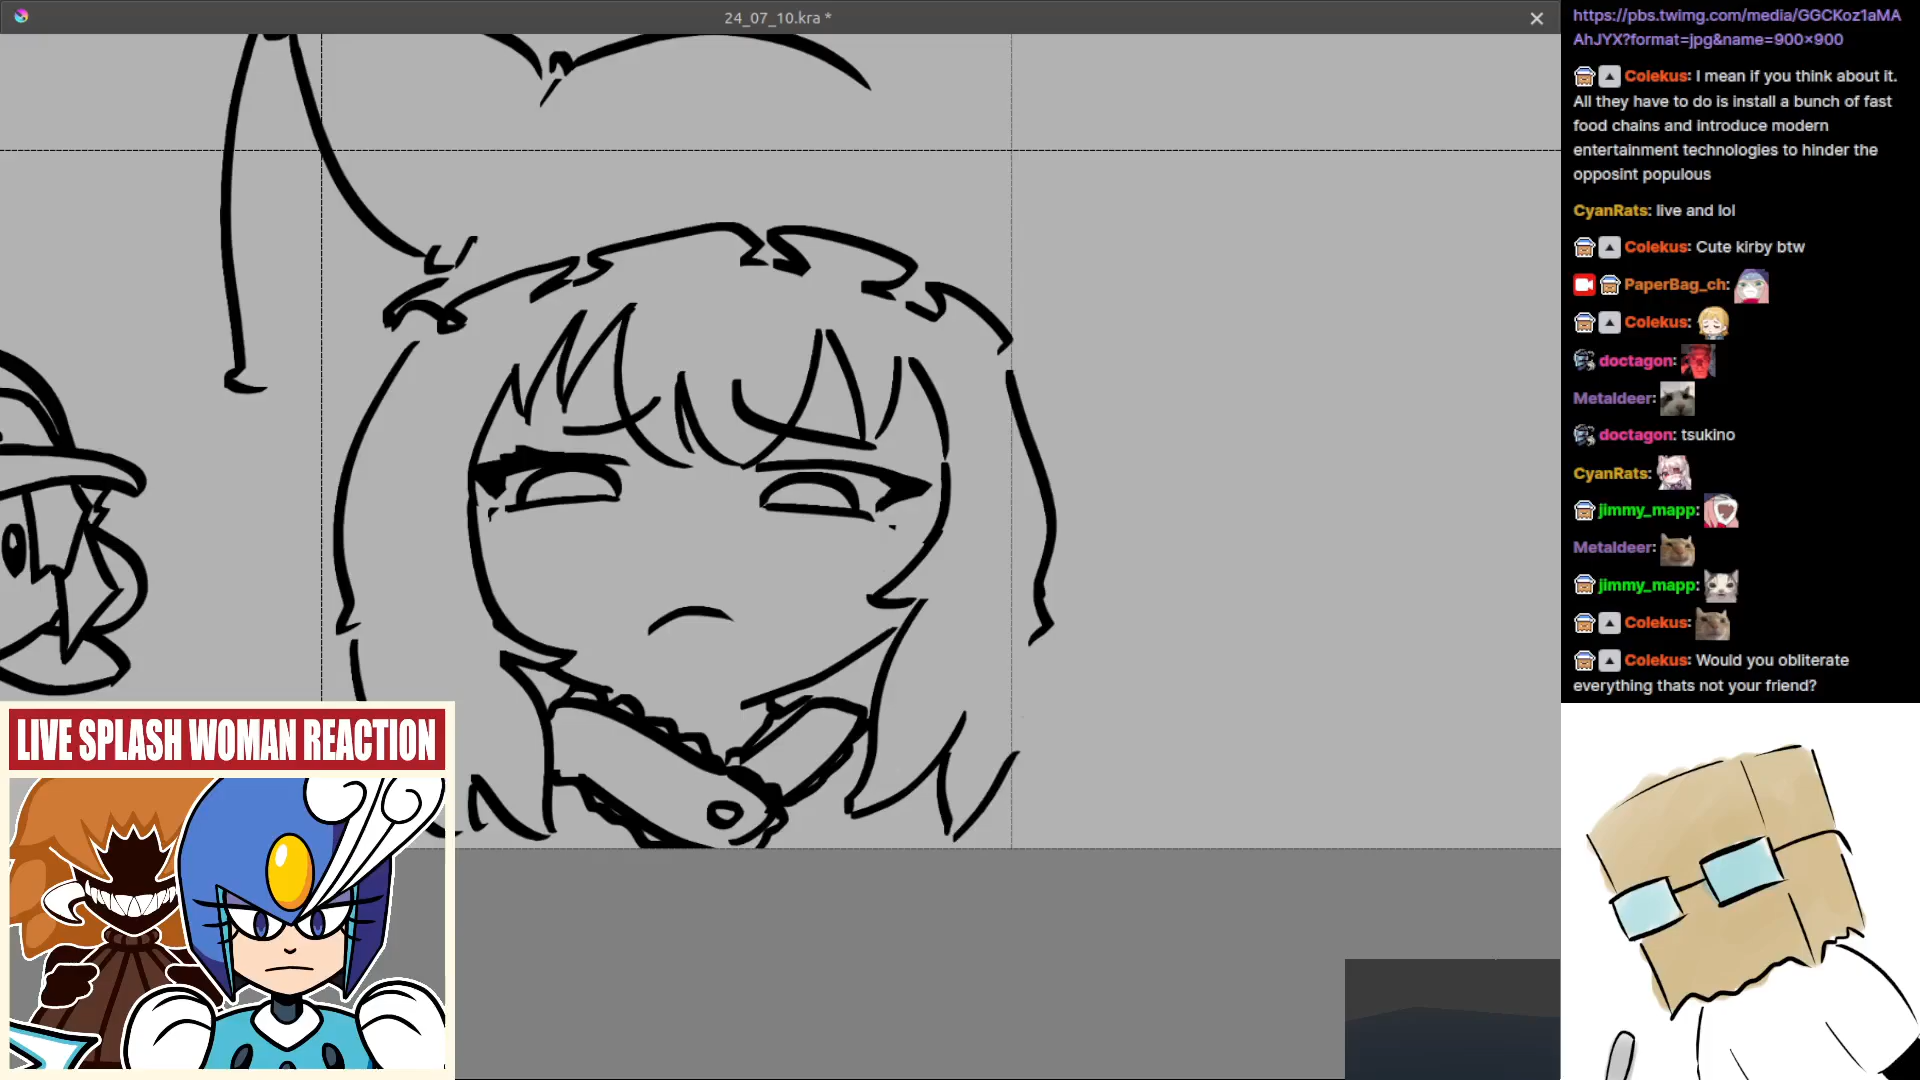 24_07_10.kra *
https://pbs.twimg.com/media/GGCKoz1aMA
AhJYX?format=jpg&name=900×900
Colekus: I mean if you think about it.
All they have to do is install a bunch of fast
food chains and introduce modern
entertainment technologies to hinder the
opposint populous
CyanRats: live and lol
Colekus: Cute kirby btw
PaperBag_ch:
Colekus:
doctagon:
Metaldeer:
doctagon: tsukino
CyanRats:
jimmy_mapp:
Metaldeer:
jimmy_mapp:
Colekus:
Colekus: Would you obliterate
everything thats not your friend?
LIVE SPLASH WOMAN REACTION